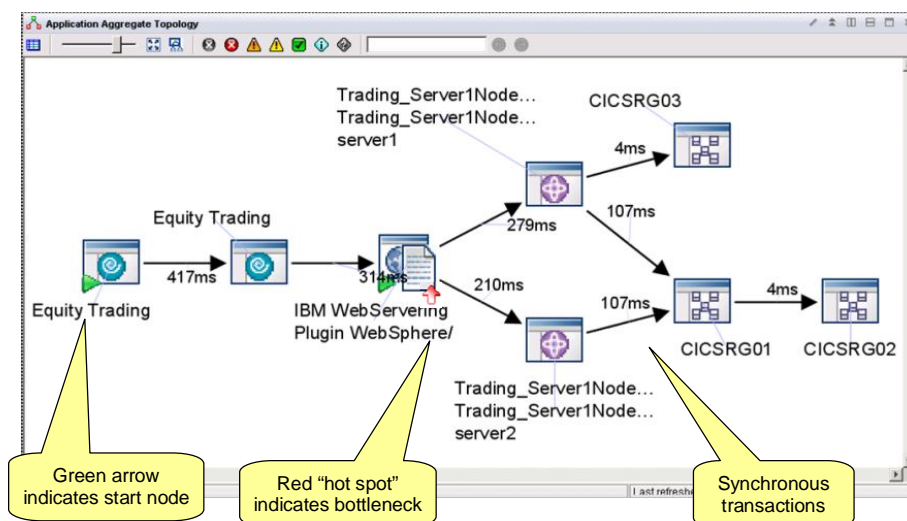 Application Aggregate Topology
Trading_Server1Node...
Trading_Server1Node...
server1
CICSRG03
4ms
Equity Trading
279ms
107ms
417ms
314ms
210ms
Equity Trading
IBM WebServering
Plugin WebSphere/
107ms
4ms
CICSRG01
CICSRG02
Trading_Server1Node...
Trading_Server1Node...
server2
Green arrow
indicates start node
Red “hot spot”
indicates bottleneck
Synchronous
transactions
Last refreshe